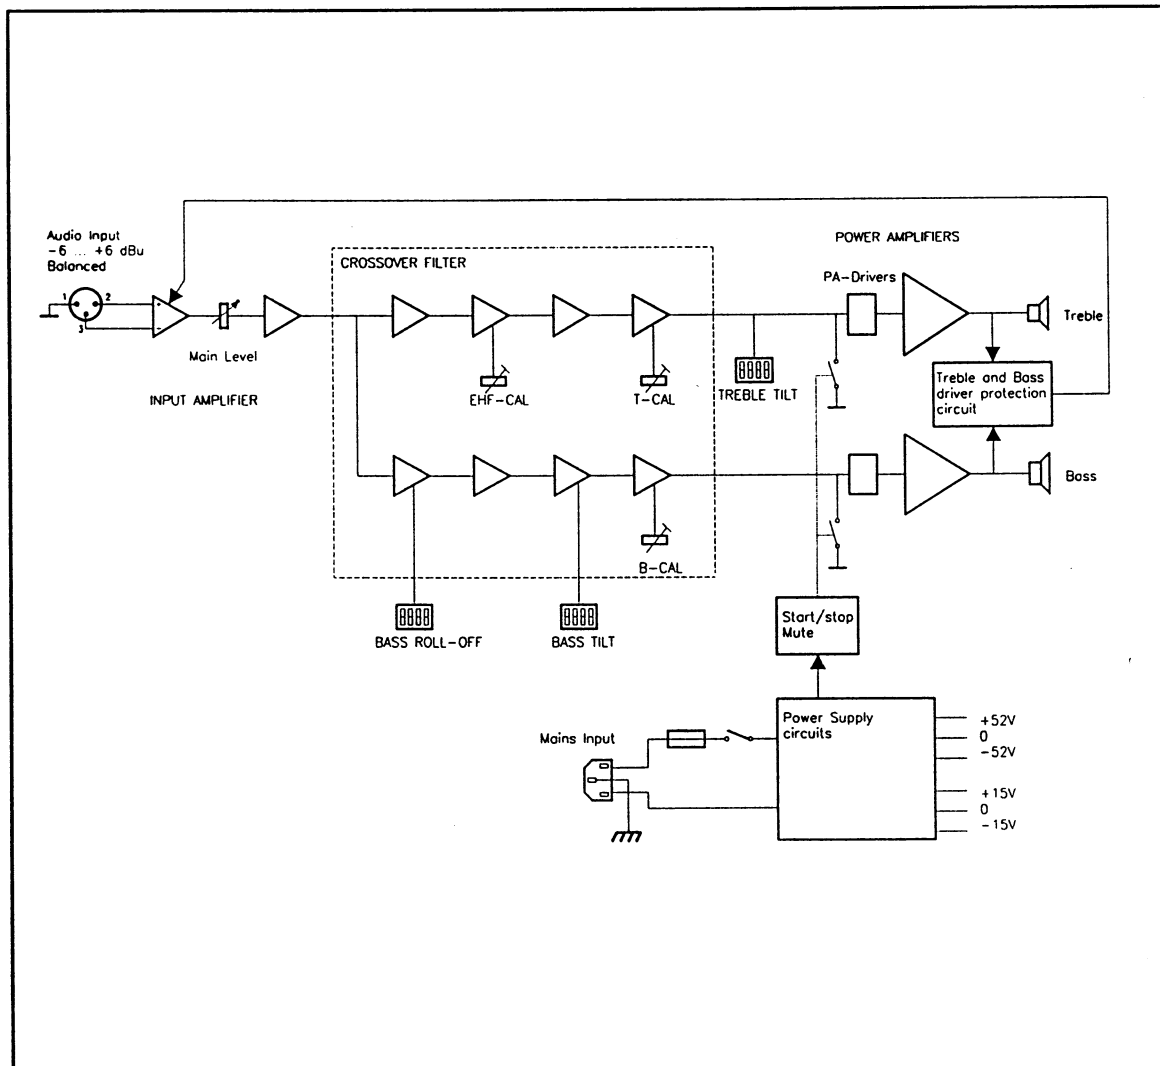 Audio Input
-6 ... +6 dBu
Balanced
1
2
3
Main Level
INPUT AMPLIFIER
CROSSOVER FILTER
EHF-CAL
T-CAL
B-CAL
BASS ROLL-OFF
BASS TILT
TREBLE TILT
POWER AMPLIFIERS
PA-Drivers
Treble
Treble and Bass
driver protection
circuit
Bass
Start/stop
Mute
Power Supply
circuits
Mains Input
+52V
0
-52V
+15V
0
-15V